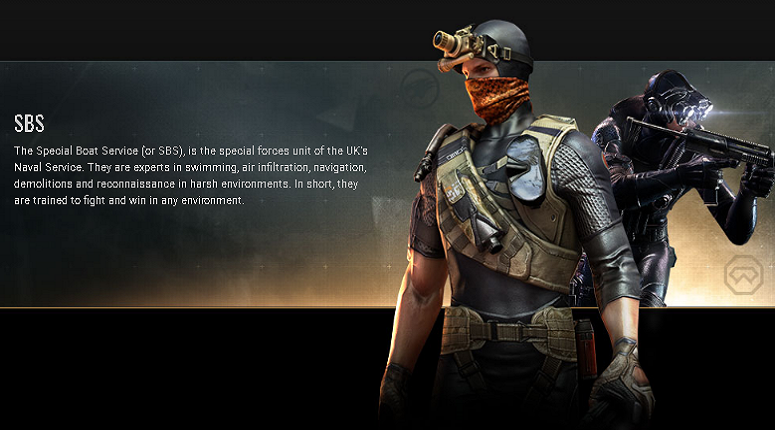 SBS
The Special Boat Service (or SBS), is the special forces unit of the UK's
Naval Service. They are experts in swimming, air infiltration, navigation,
demolitions and reconnaissance in harsh environments. In short, they
are trained to fight and win in any environment.